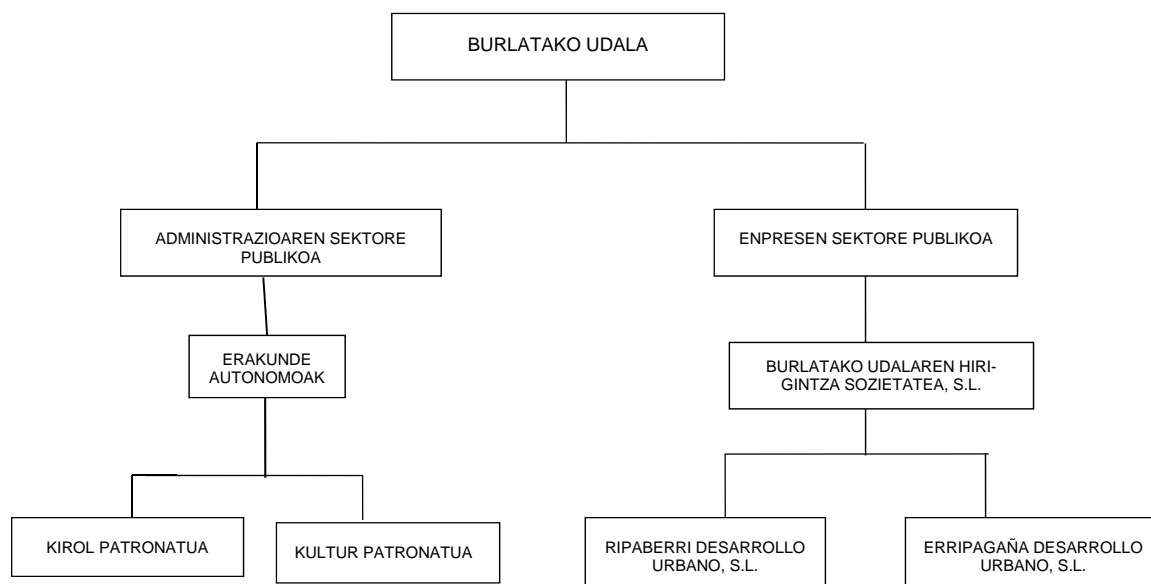 BURLATAKO UDALA
ADMINISTRAZIOAREN SEKTORE
PUBLIKOA
ENPRESEN SEKTORE PUBLIKOA
ERAKUNDE
AUTONOMOAK
BURLATAKO UDALAREN HIRI-
GINTZA SOZIETATEA, S.L.
KIROL PATRONATUA
KULTUR PATRONATUA
RIPABERRI DESARROLLO
URBANO, S.L.
ERRIPAGAÑA DESARROLLO
URBANO, S.L.